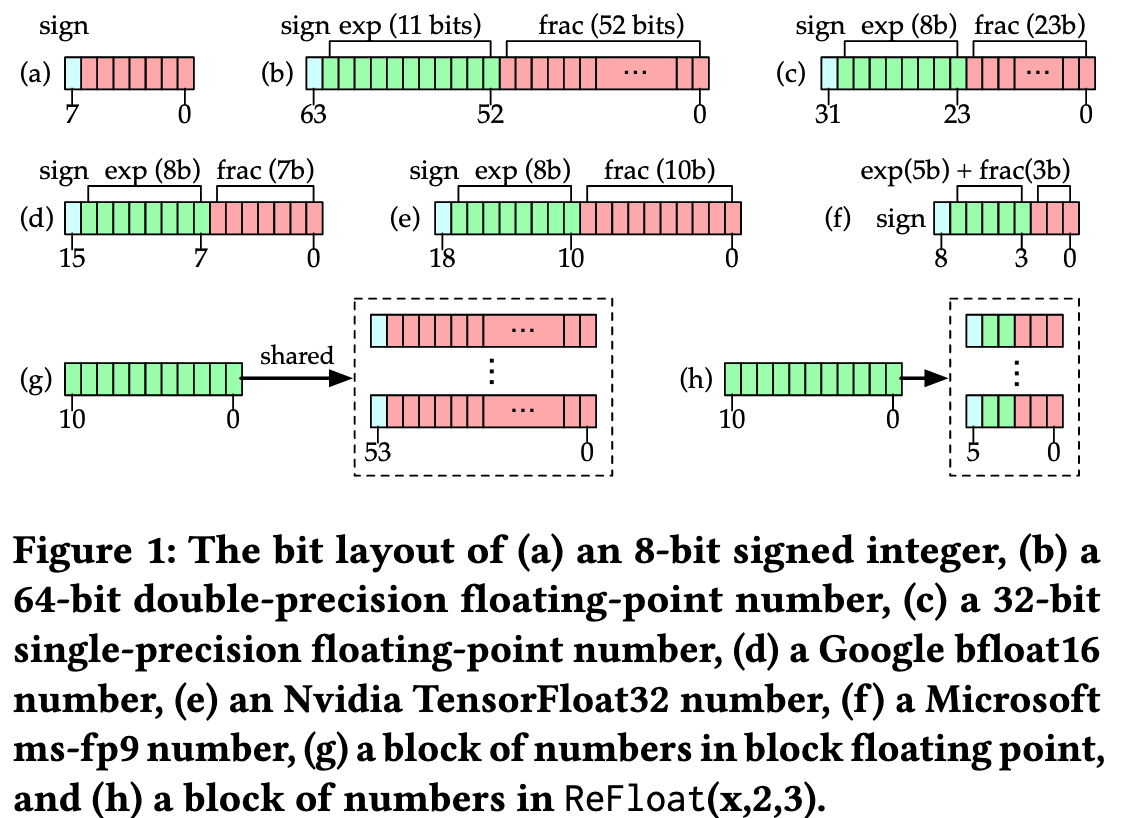 sign
sign exp (11 bits) frac (52 bits)
sign exp (8b) frac (23b)
(a)
7 0
(b) ...
63 52 0
(c) ...
31 23 0
sign exp (8b) frac (7b)
sign exp (8b) frac (10b)
exp(5b) + frac(3b)
(d)
15 7 0
(e)
18 10 0
(f) sign
8 3 0
(g) shared
10 0
...
⋮
...
53 0
(h)
10 0
⋮
5 0
Figure 1: The bit layout of (a) an 8-bit signed integer, (b) a
64-bit double-precision floating-point number, (c) a 32-bit
single-precision floating-point number, (d) a Google bfloat16
number, (e) an Nvidia TensorFloat32 number, (f) a Microsoft
ms-fp9 number, (g) a block of numbers in block floating point,
and (h) a block of numbers in ReFloat(x,2,3).